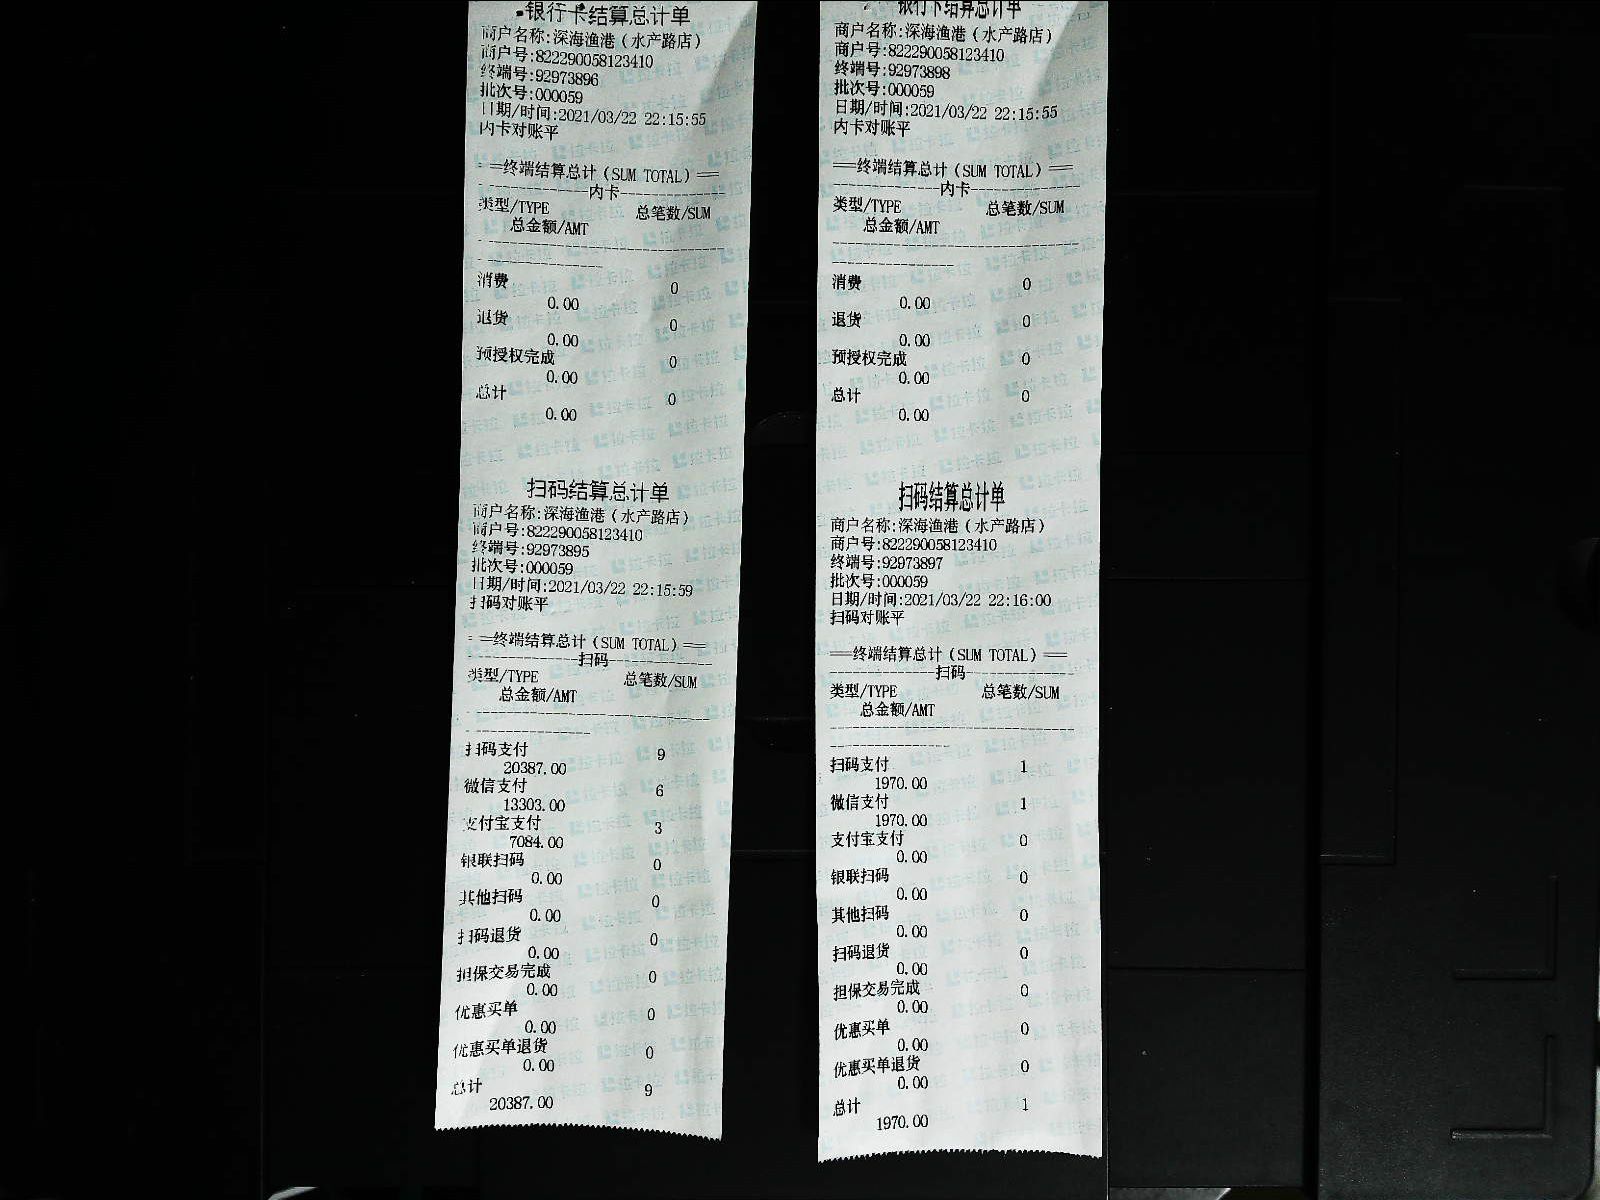 银行卡结算总计单
商户名称:深海渔港(水产路店)
商户号:822290058123410
终端号:92973896
批次号:000059
日期/时间:2021/03/22 22:15:55
内卡对账平
==终端结算总计(SUM TOTAL)==
----------内卡----------
类型/TYPE 总笔数/SUM
总金额/AMT
消费 0
0.00
退货 0
0.00
预授权完成 0
0.00
总计 0
0.00
扫码结算总计单
商户名称:深海渔港(水产路店)
商户号:822290058123410
终端号:92973895
批次号:000059
日期/时间:2021/03/22 22:15:59
扫码对账平
==终端结算总计(SUM TOTAL)==
----------扫码----------
类型/TYPE 总笔数/SUM
总金额/AMT
扫码支付 9
20387.00
微信支付 6
13303.00
支付宝支付 3
7084.00
银联扫码 0
0.00
其他扫码 0
0.00
扫码退货 0
0.00
担保交易完成 0
0.00
优惠买单 0
0.00
优惠买单退货 0
0.00
总计 9
20387.00
银行卡结算总计单
商户名称:深海渔港(水产路店)
商户号:822290058123410
终端号:92973898
批次号:000059
日期/时间:2021/03/22 22:15:55
内卡对账平
==终端结算总计(SUM TOTAL)==
----------内卡----------
类型/TYPE 总笔数/SUM
总金额/AMT
消费 0
0.00
退货 0
0.00
预授权完成 0
0.00
总计 0
0.00
扫码结算总计单
商户名称:深海渔港(水产路店)
商户号:822290058123410
终端号:92973897
批次号:000059
日期/时间:2021/03/22 22:16:00
扫码对账平
==终端结算总计(SUM TOTAL)==
----------扫码----------
类型/TYPE 总笔数/SUM
总金额/AMT
扫码支付 1
1970.00
微信支付 1
1970.00
支付宝支付 0
0.00
银联扫码 0
0.00
其他扫码 0
0.00
扫码退货 0
0.00
担保交易完成 0
0.00
优惠买单 0
0.00
优惠买单退货 0
0.00
总计 1
1970.00